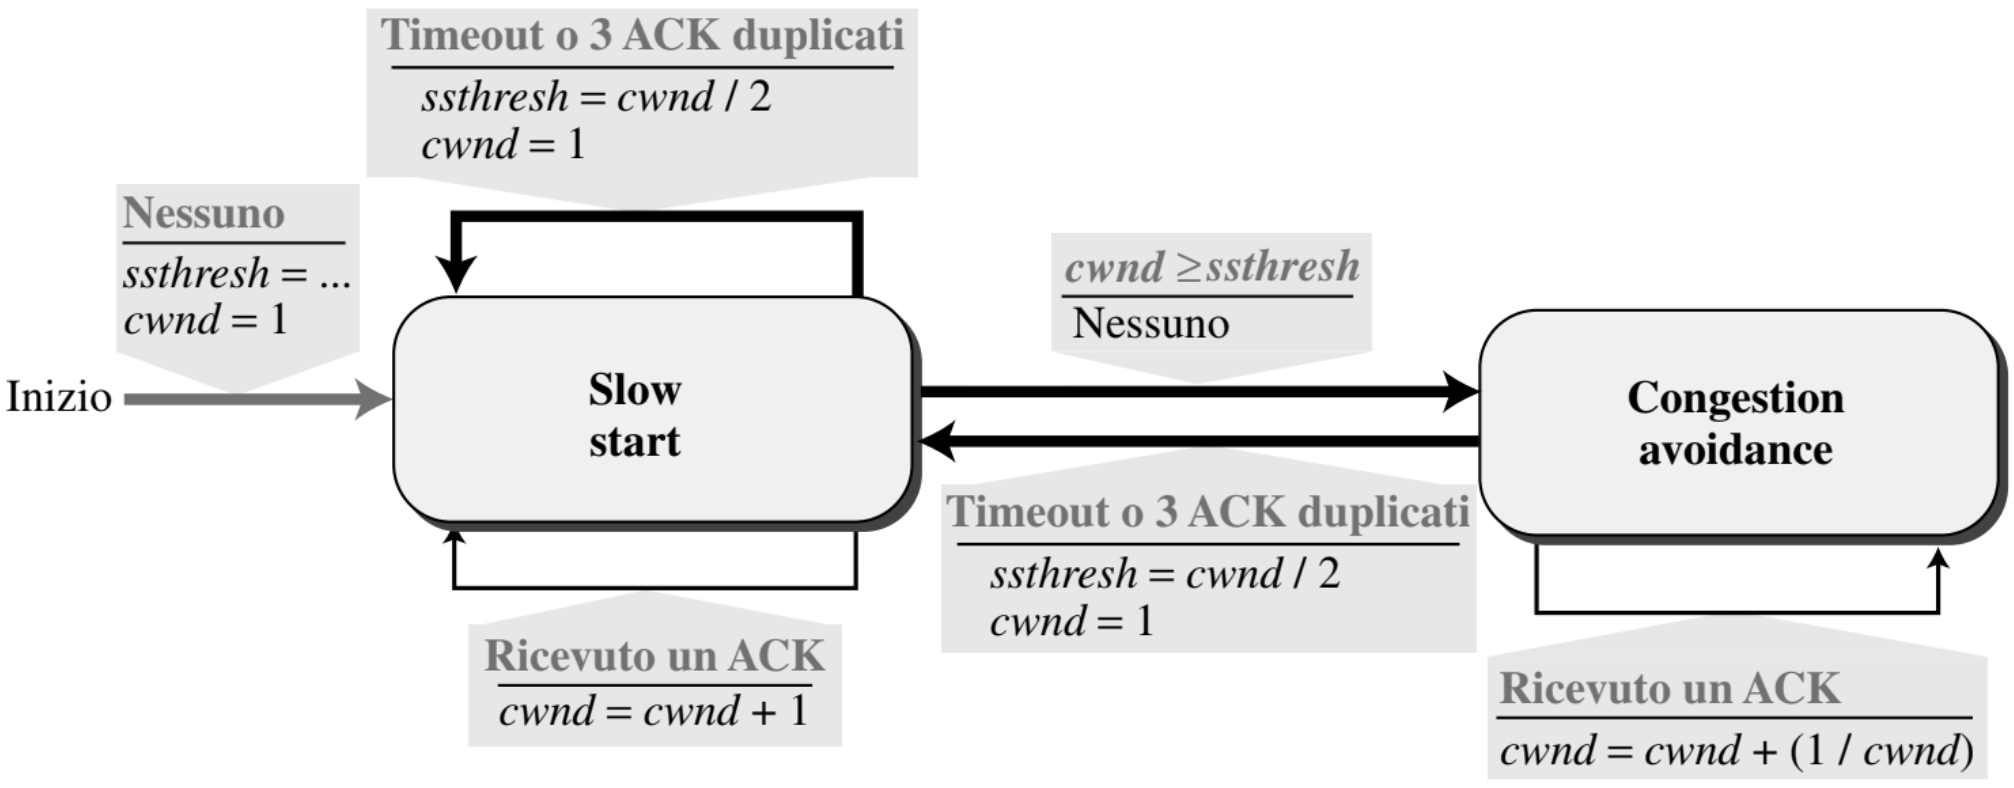 Timeout o 3 ACK duplicati
ssthresh = cwnd / 2
cwnd = 1
Nessuno
ssthresh = ...
cwnd = 1
Inizio
Slow
start
cwnd ≥ssthresh
Nessuno
Congestion
avoidance
Timeout o 3 ACK duplicati
ssthresh = cwnd / 2
cwnd = 1
Ricevuto un ACK
cwnd = cwnd + 1
Ricevuto un ACK
cwnd = cwnd + (1 / cwnd)